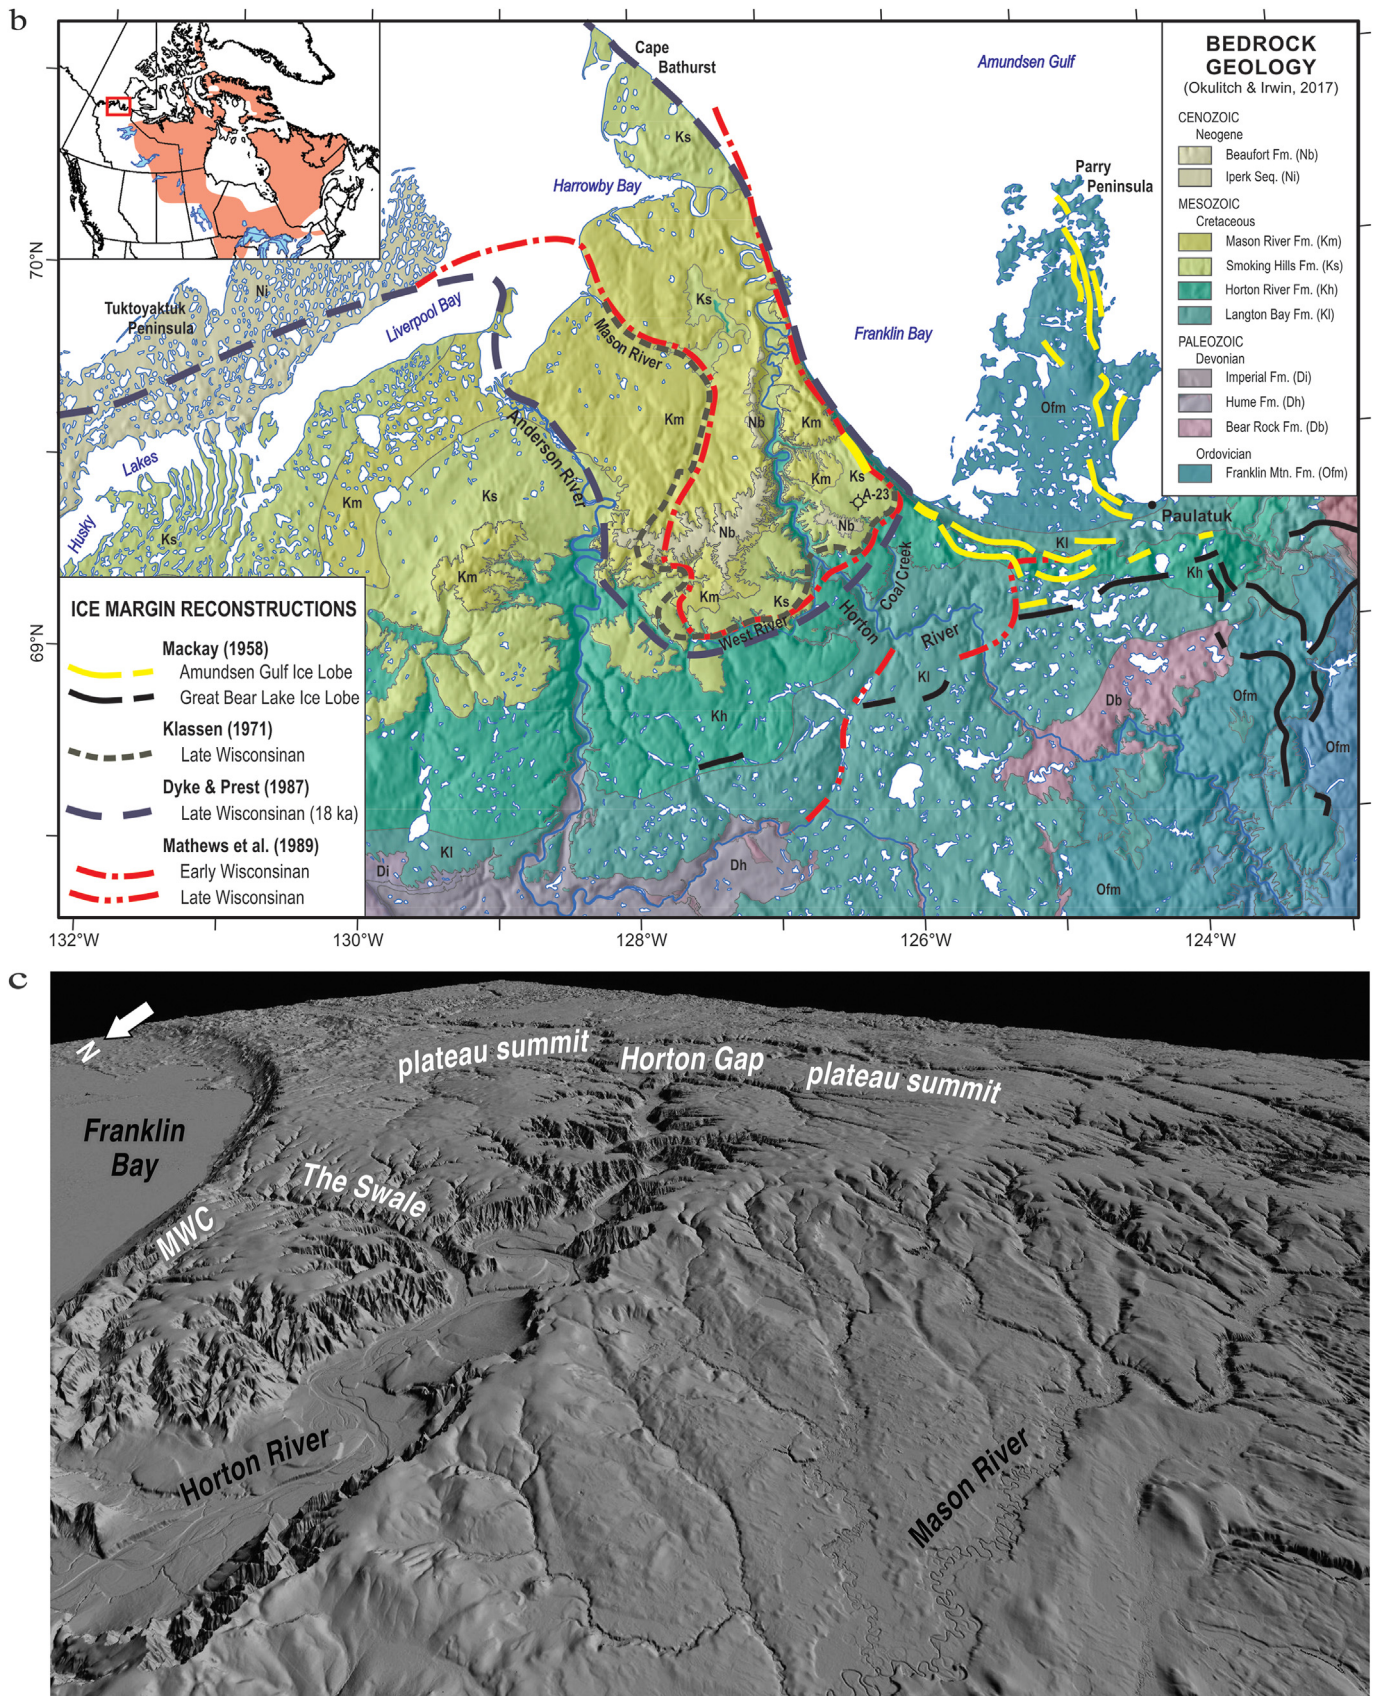 b
Cape
Bathurst
Amundsen Gulf
Ks
Harrowby Bay
Parry
Peninsula
70°N
Ni
Tuktoyaktuk
Peninsula
Liverpool Bay
Ks
Mason River
Franklin Bay
Km
Nb
Km
Ofm
Lakes
Husky
Anderson River
Km
Ks
Ks
Km
Ks
A-23
Nb
Nb
Paulatuk
Kl
Km
Km
Ks
Kh
Coal Creek
Horton
River
West River
69°N
Kl
Db
Ofm
Kh
Ofm
Kl
Di
Dh
Ofm
BEDROCK
GEOLOGY
(Okulitch & Irwin, 2017)
CENOZOIC
Neogene
Beaufort Fm. (Nb)
Iperk Seq. (Ni)
MESOZOIC
Cretaceous
Mason River Fm. (Km)
Smoking Hills Fm. (Ks)
Horton River Fm. (Kh)
Langton Bay Fm. (Kl)
PALEOZOIC
Devonian
Imperial Fm. (Di)
Hume Fm. (Dh)
Bear Rock Fm. (Db)
Ordovician
Franklin Mtn. Fm. (Ofm)
ICE MARGIN RECONSTRUCTIONS
Mackay (1958)
Amundsen Gulf Ice Lobe
Great Bear Lake Ice Lobe
Klassen (1971)
Late Wisconsinan
Dyke & Prest (1987)
Late Wisconsinan (18 ka)
Mathews et al. (1989)
Early Wisconsinan
Late Wisconsinan
132°W
130°W
128°W
126°W
124°W
c
N
plateau summit
Horton Gap
plateau summit
Franklin
Bay
The Swale
MWC
Horton River
Mason River